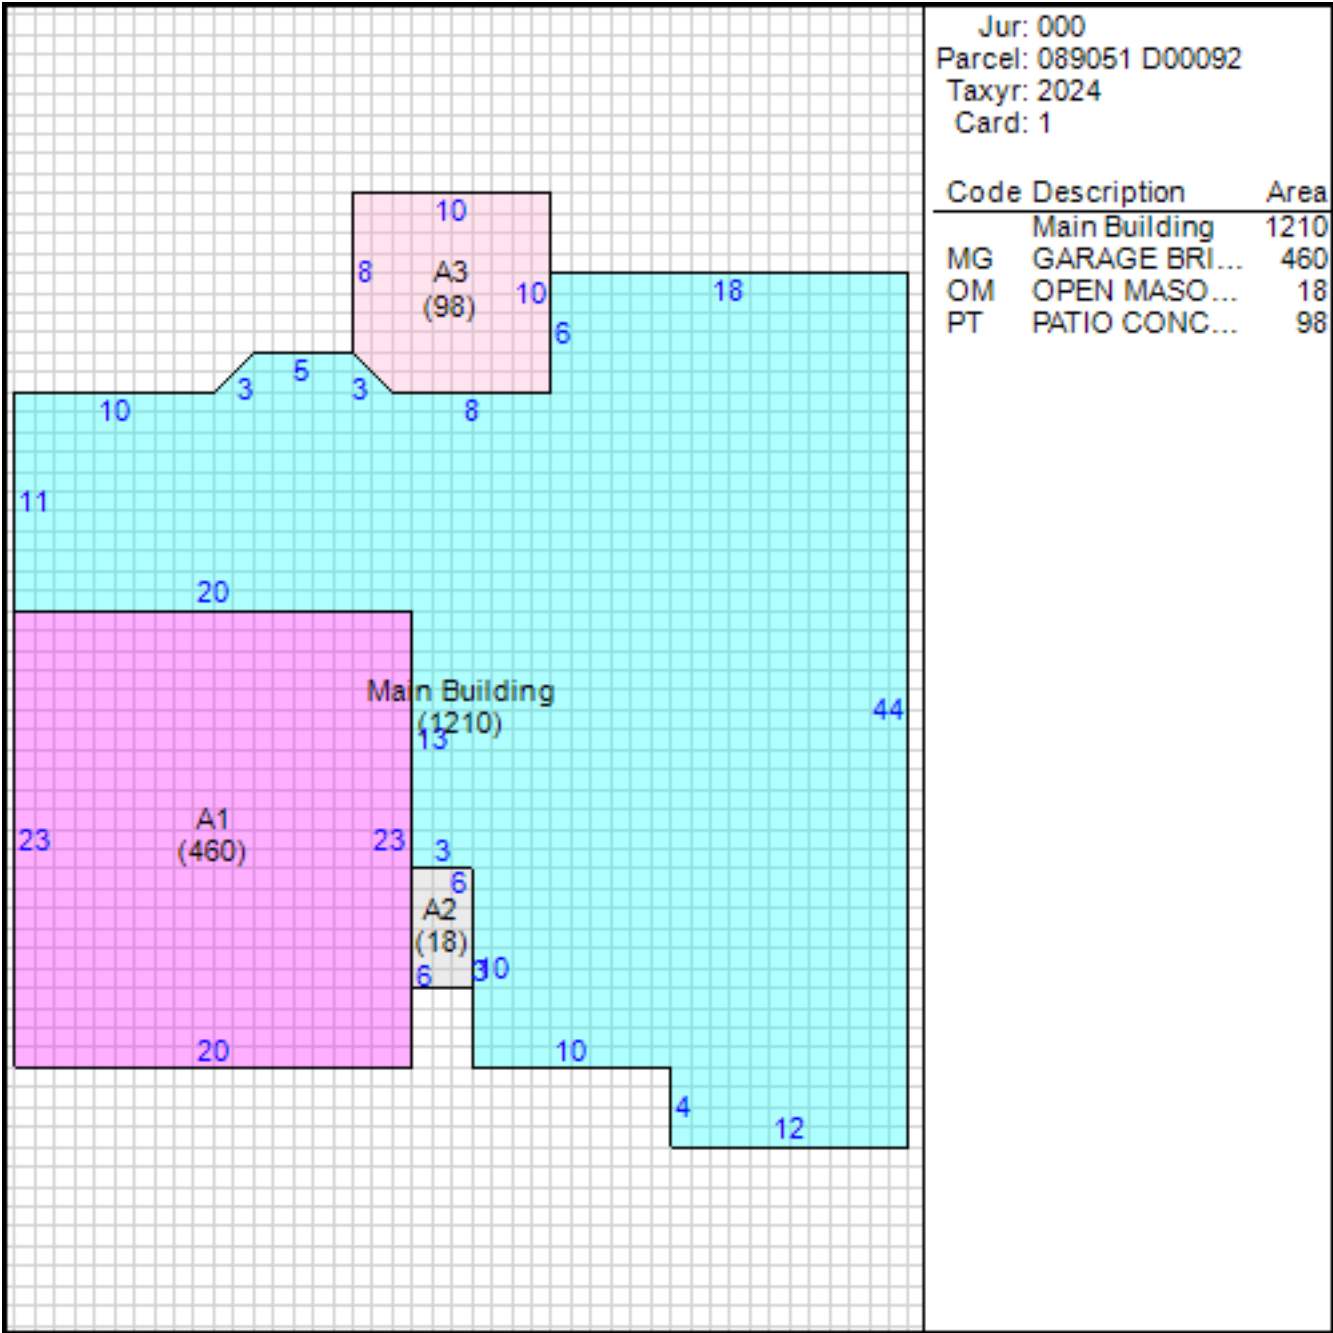 Jur: 000
Parcel: 089051 D00092
Taxyr: 2024
Card: 1
Code Description Area
Main Building 1210
MG GARAGE BRI... 460
OM OPEN MASO... 18
PT PATIO CONC... 98
10
8
A3
(98)
10
18
6
5
3
3
10
8
11
20
Main Building
(1210)
13
44
A1
(460)
23
23
3
6
A2
(18)
6
3
10
20
10
4
12